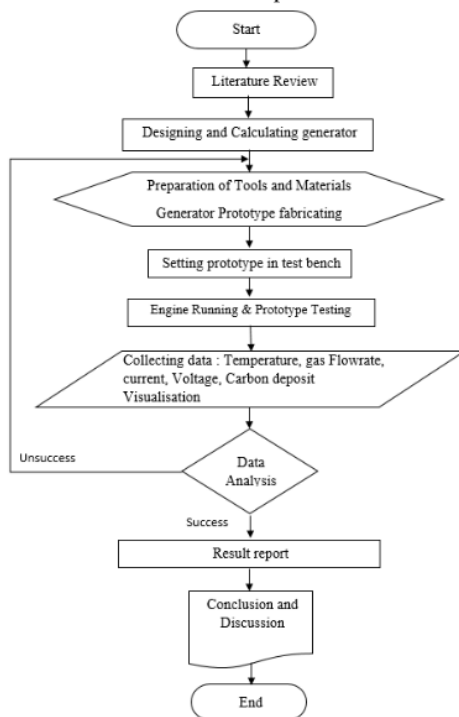 Start
Literature Review
Designing and Calculating generator
Preparation of Tools and Materials
Generator Prototype fabricating
Setting prototype in test bench
Engine Running & Prototype Testing
Collecting data : Temperature, gas Flowrate,
current, Voltage, Carbon deposit
Visualisation
Unsuccess
Data
Analysis
Success
Result report
Conclusion and
Discussion
End